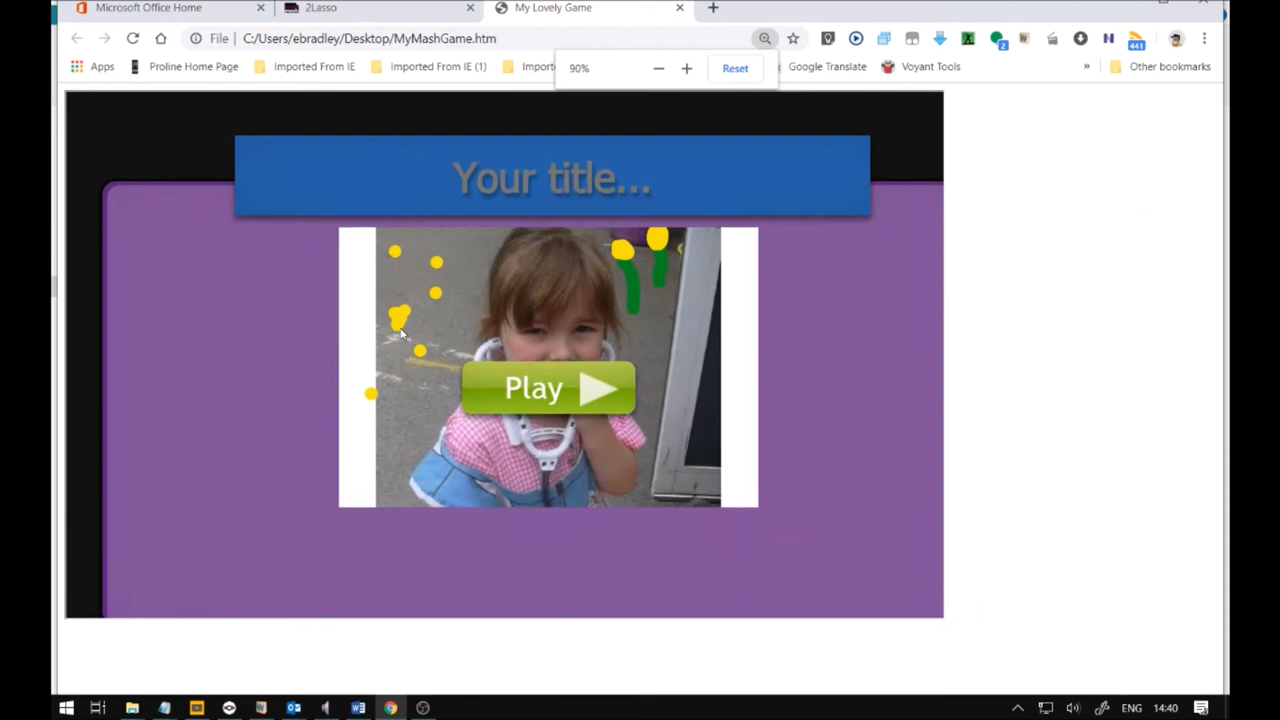 Microsoft Office Home
2Lasso
My Lovely Game
File
C:/Users/ebradley/Desktop/MyMashGame.htm
90%
Reset
Apps
Proline Home Page
Imported From IE
Imported From IE (1)
Google Translate
Voyant Tools
»
Other bookmarks
2
441
N
Your title...
Play
ENG
14:40